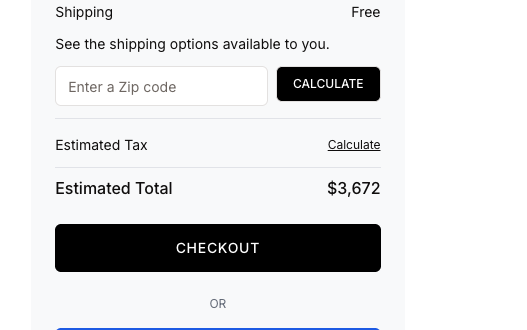 Shipping Free
See the shipping options available to you.
Enter a Zip code CALCULATE
Estimated Tax Calculate
Estimated Total $3,672
CHECKOUT
OR